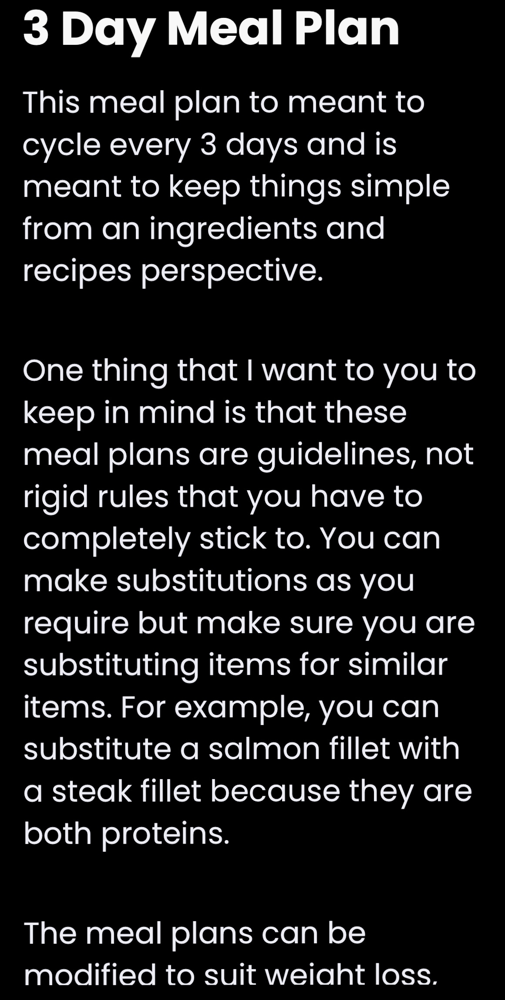 3 Day Meal Plan
This meal plan to meant to
cycle every 3 days and is
meant to keep things simple
from an ingredients and
recipes perspective.
One thing that I want to you to
keep in mind is that these
meal plans are guidelines, not
rigid rules that you have to
completely stick to. You can
make substitutions as you
require but make sure you are
substituting items for similar
items. For example, you can
substitute a salmon fillet with
a steak fillet because they are
both proteins.
The meal plans can be
modified to suit weight loss,